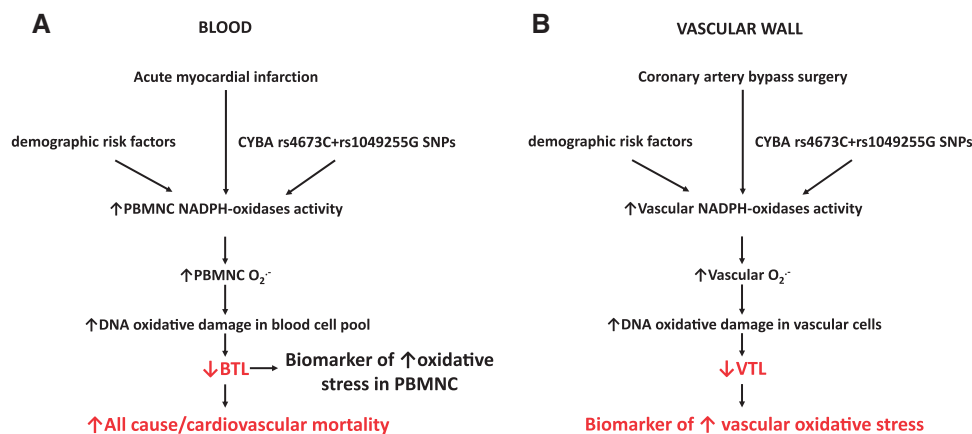 A
BLOOD
Acute myocardial infarction
demographic risk factors
CYBA rs4673C+rs1049255G SNPs
↑PBMNC NADPH-oxidases activity
↑PBMNC O₂·⁻
↑DNA oxidative damage in blood cell pool
↓BTL
Biomarker of ↑oxidative
stress in PBMNC
↑All cause/cardiovascular mortality
B
VASCULAR WALL
Coronary artery bypass surgery
demographic risk factors
CYBA rs4673C+rs1049255G SNPs
↑Vascular NADPH-oxidases activity
↑Vascular O₂·⁻
↑DNA oxidative damage in vascular cells
↓VTL
Biomarker of ↑ vascular oxidative stress